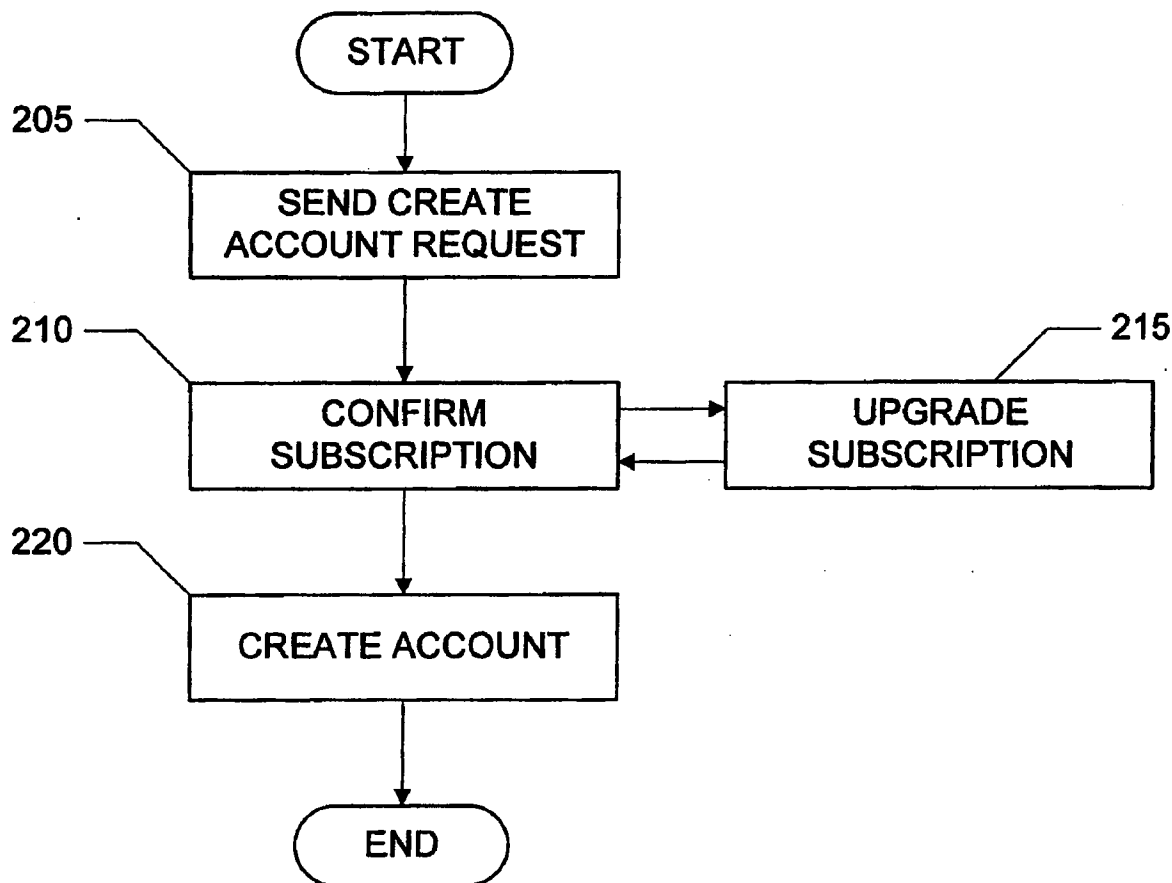 START
205
SEND CREATE
ACCOUNT REQUEST
210
215
CONFIRM
SUBSCRIPTION
UPGRADE
SUBSCRIPTION
220
CREATE ACCOUNT
END